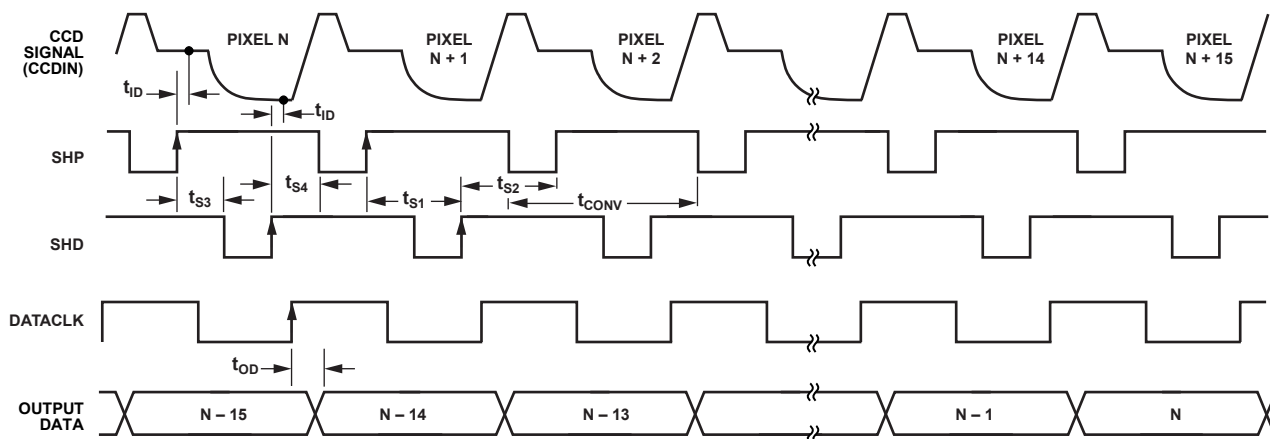 CCD
SIGNAL
(CCDIN)
PIXEL N
PIXEL
N + 1
PIXEL
N + 2
PIXEL
N + 14
PIXEL
N + 15
tID
tID
SHP
tS3
tS4
tS1
tS2
tCONV
SHD
DATACLK
tOD
OUTPUT
DATA
N – 15
N – 14
N – 13
N – 1
N